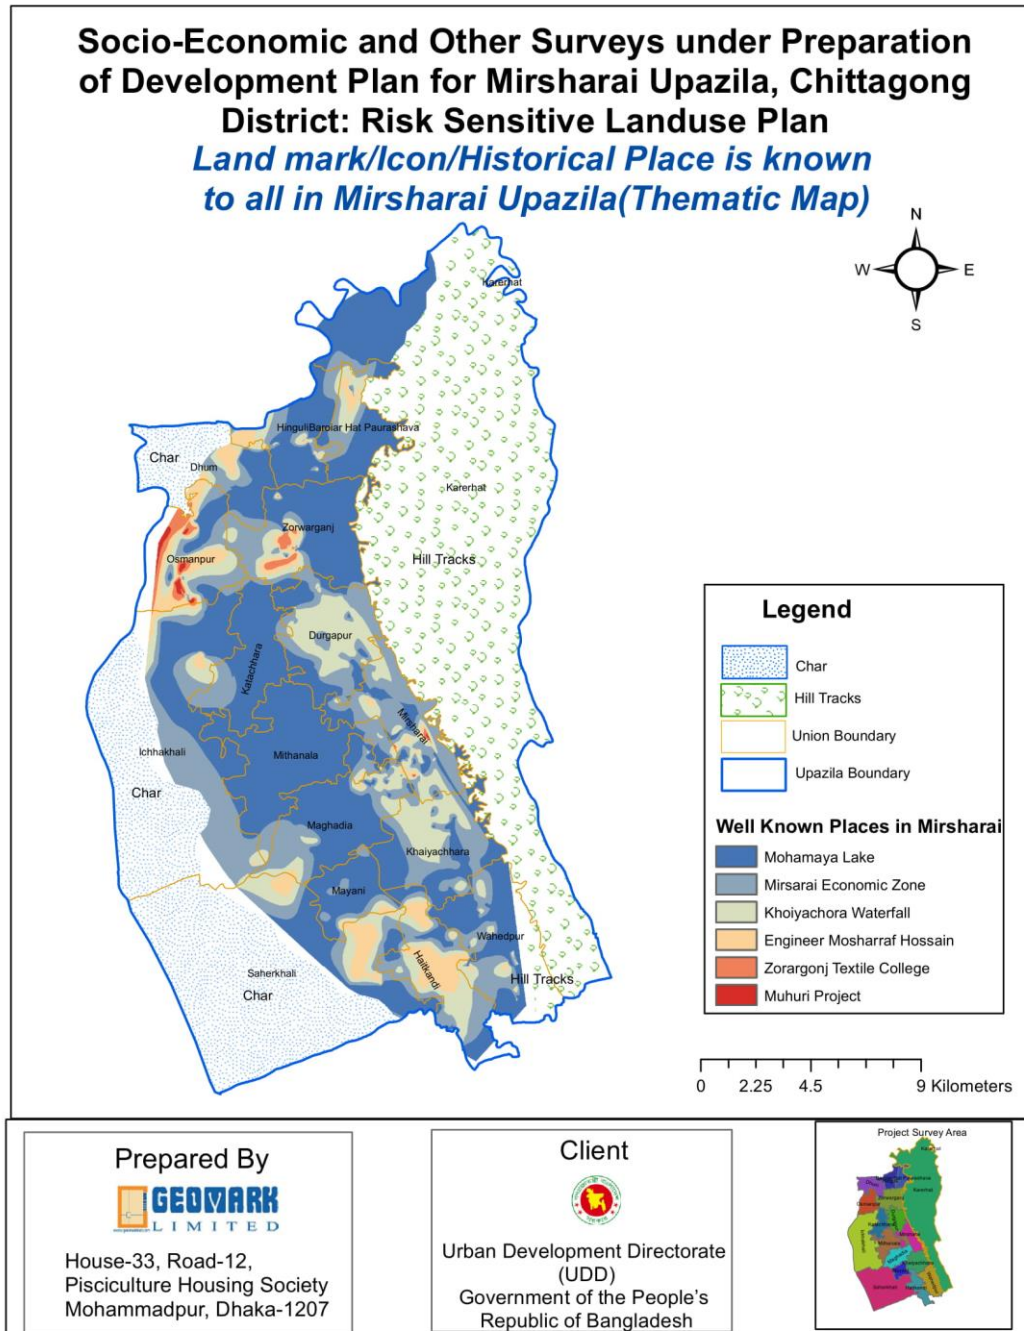 Socio-Economic and Other Surveys under Preparation
of Development Plan for Mirsharai Upazila, Chittagong
District: Risk Sensitive Landuse Plan
Land mark/Icon/Historical Place is known
to all in Mirsharai Upazila(Thematic Map)
N
W
E
S
Karerhat
Hinguli
Baroiar Hat Paurashava
Char
Dhum
Karerhat
Zorwarganj
Osmanpur
Hill Tracks
Durgapur
Katachhara
Mirsharai
Ichhakhali
Mithanala
Char
Maghadia
Khaiyachhara
Mayani
Wahedpur
Haitkandi
Saherkhali
Char
Hill Tracks
Legend
Char
Hill Tracks
Union Boundary
Upazila Boundary
Well Known Places in Mirsharai
Mohamaya Lake
Mirsarai Economic Zone
Khoiyachora Waterfall
Engineer Mosharraf Hossain
Zorargonj Textile College
Muhuri Project
0 2.25 4.5 9 Kilometers
Prepared By
GEOMARK
LIMITED
House-33, Road-12,
Pisciculture Housing Society
Mohammadpur, Dhaka-1207
Client
Urban Development Directorate
(UDD)
Government of the People's
Republic of Bangladesh
Project Survey Area